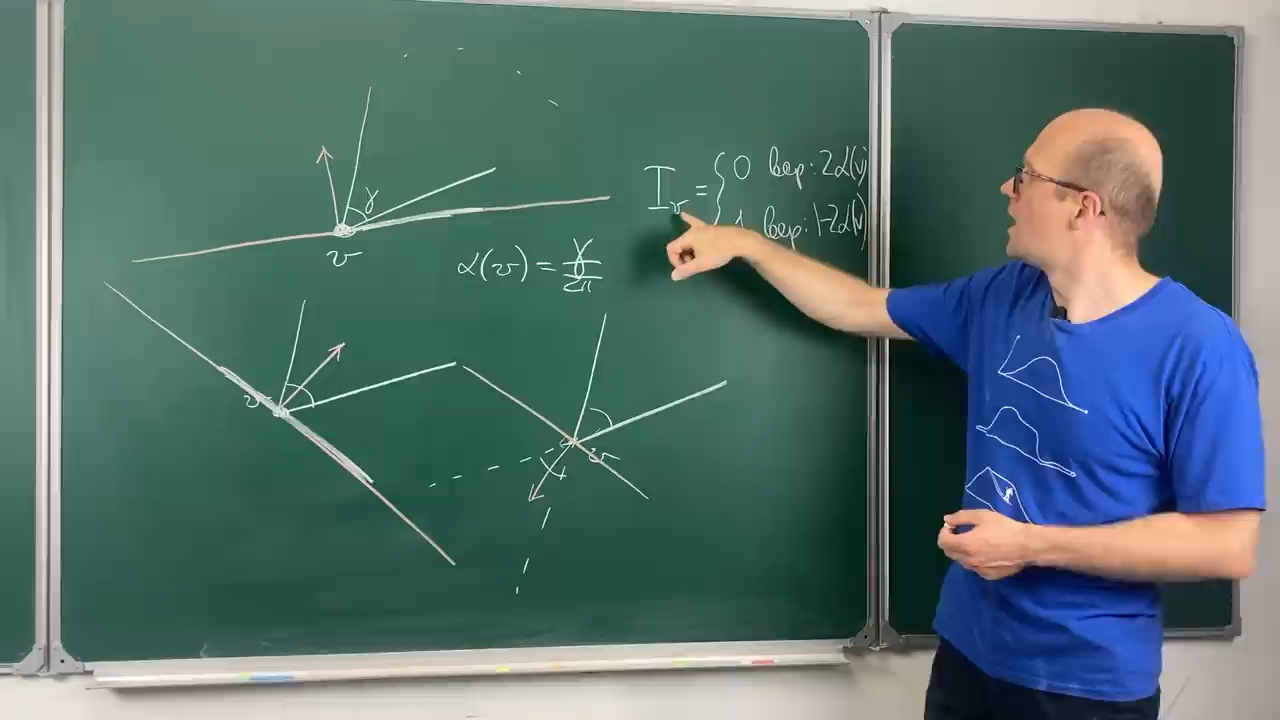 γ
v
I_v = { 0 вер: 2α(v)
1 вер: 1-2α(v)
α(v) = γ/2π
v
v